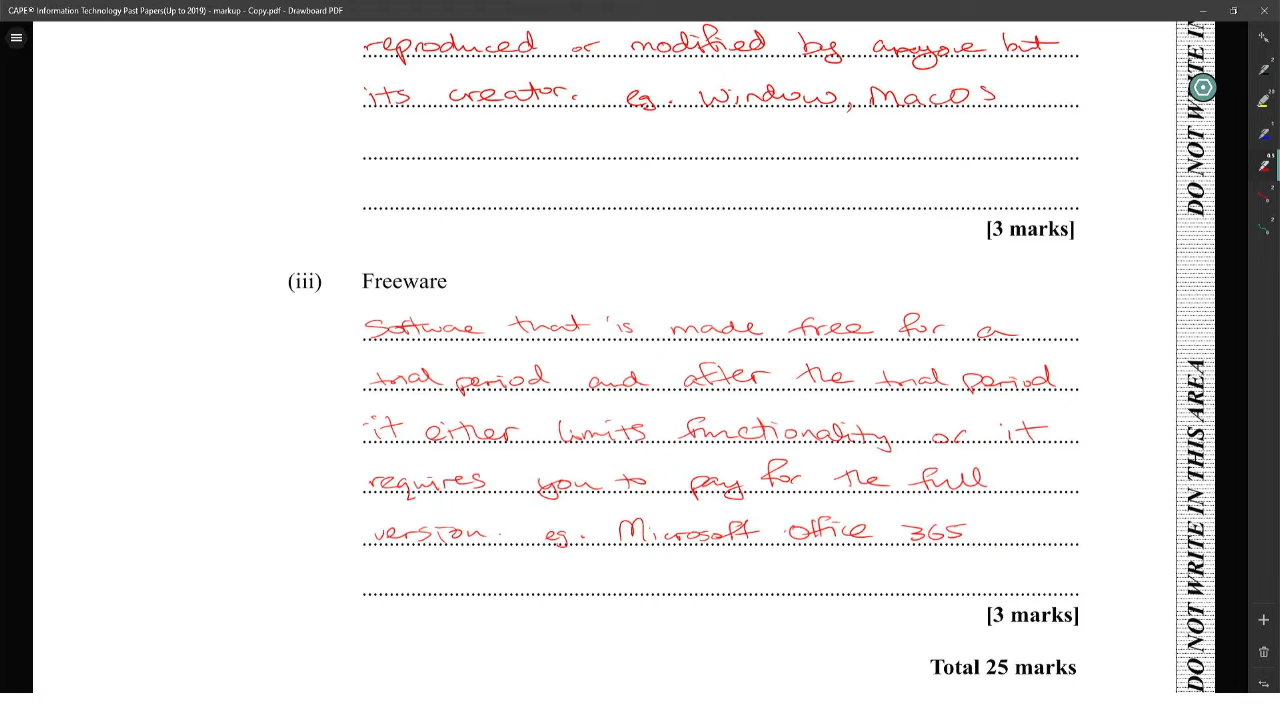 CAPE® Information Technology Past Papers(Up to 2019) - markup - Copy.pdf - Drawboard PDF
reproduced or modified by anyone but
its creator. eg. Window, MacOS
[3 marks]
(iii) Freeware
Software that is made free for a
trial period and after the trial period
it either limits functionality or it
requires you to pay for the full
version eg. Microsoft Office 365
[3 marks]
Total 25 marks
DO NOT WRITE IN
DO NOT WRITE IN THIS AREA